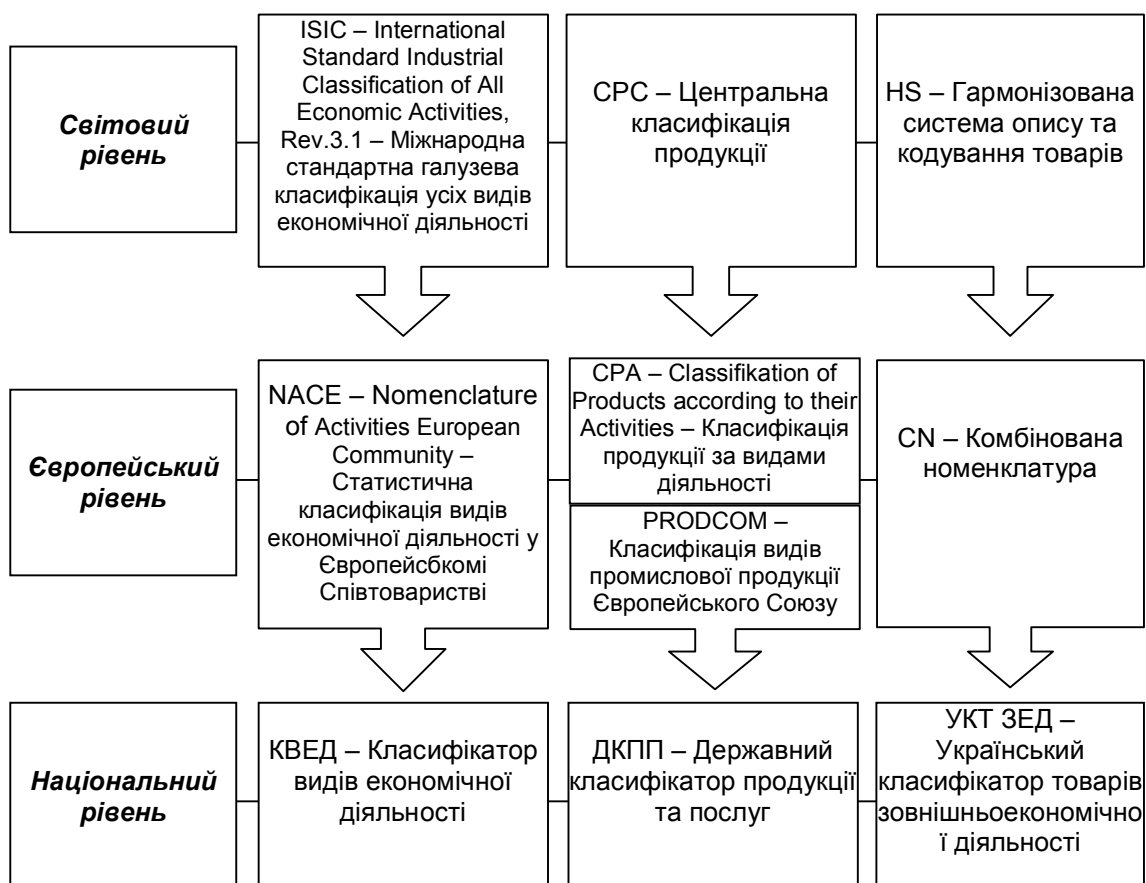 Світовий
рівень
ISIC – International
Standard Industrial
Classification of All
Economic Activities,
Rev.3.1 – Міжнародна
стандартна галузева
класифікація усіх видів
економічної діяльності
CPC – Центральна
класифікація
продукції
HS – Гармонізована
система опису та
кодування товарів
Європейський
рівень
NACE – Nomenclature
of Activities European
Community –
Статистична
класифікація видів
економічної діяльності у
Європейсбкомі
Співтоваристві
CPA – Classifikation of
Products according to their
Activities – Класифікація
продукції за видами
діяльності
PRODCOM –
Класифікація видів
промислової продукції
Європейського Союзу
CN – Комбінована
номенклатура
Національний
рівень
КВЕД – Класифікатор
видів економічної
діяльності
ДКПП – Державний
класифікатор продукції
та послуг
УКТ ЗЕД –
Український
класифікатор товарів
зовнішньоекономічно
ї діяльності